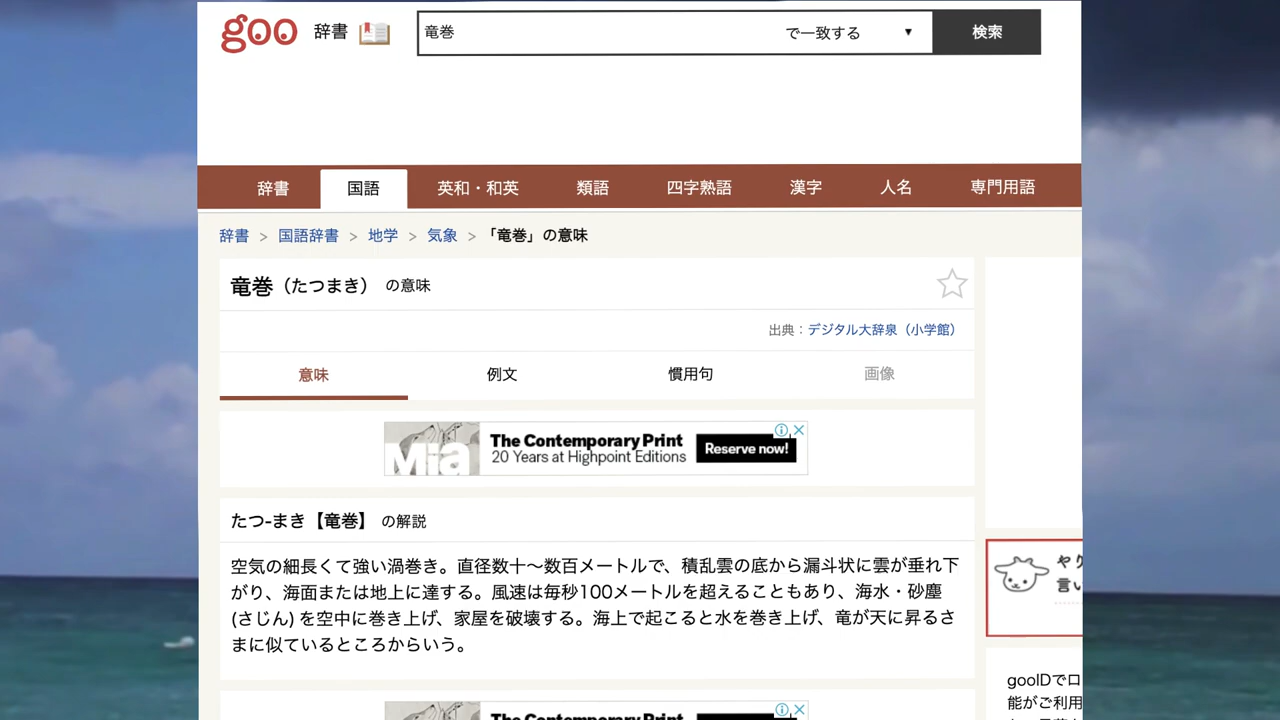 goo 辞書
竜巻
で一致する ▼
検索
辞書 国語 英和・和英 類語 四字熟語 漢字 人名 専門用語
辞書 > 国語辞書 > 地学 > 気象 > 「竜巻」の意味
竜巻（たつまき） の意味
出典：デジタル大辞泉（小学館）
意味 例文 慣用句 画像
Mia
The Contemporary Print
20 Years at Highpoint Editions
Reserve now!
たつ-まき【竜巻】 の解説
空気の細長くて強い渦巻き。直径数十～数百メートルで、積乱雲の底から漏斗状に雲が垂れ下
がり、海面または地上に達する。風速は毎秒100メートルを超えることもあり、海水・砂塵
(さじん) を空中に巻き上げ、家屋を破壊する。海上で起こると水を巻き上げ、竜が天に昇るさ
まに似ているところからいう。
言い
gooIDでロ
能がご利用
The Contemporary Print